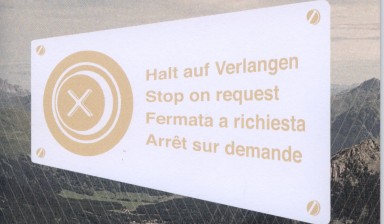 Halt auf Verlangen
Stop on request
Fermata a richiesta
Arrêt sur demande